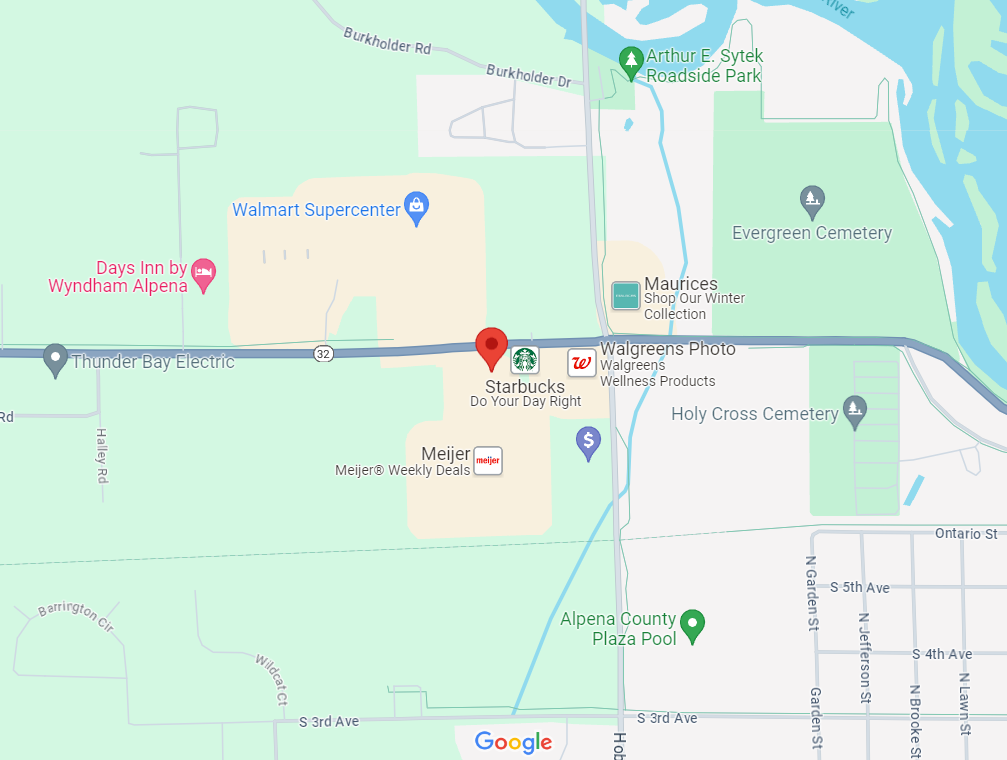 River
Burkholder Rd
Arthur E. Sytek
Roadside Park
Burkholder Dr
Walmart Supercenter
Evergreen Cemetery
Days Inn by
Wyndham Alpena
Maurices
Shop Our Winter
Collection
32
Thunder Bay Electric
Walgreens Photo
Walgreens
Wellness Products
Starbucks
Do Your Day Right
Rd
Halley Rd
Holy Cross Cemetery
$
Meijer
Meijer® Weekly Deals
meijer
Ontario St
N Garden St
S 5th Ave
Barrington Cir
Alpena County
Plaza Pool
N Jefferson St
S 4th Ave
Wildcat Ct
N Brooke St
N Lawn St
Garden St
S 3rd Ave
S 3rd Ave
Hob
Google